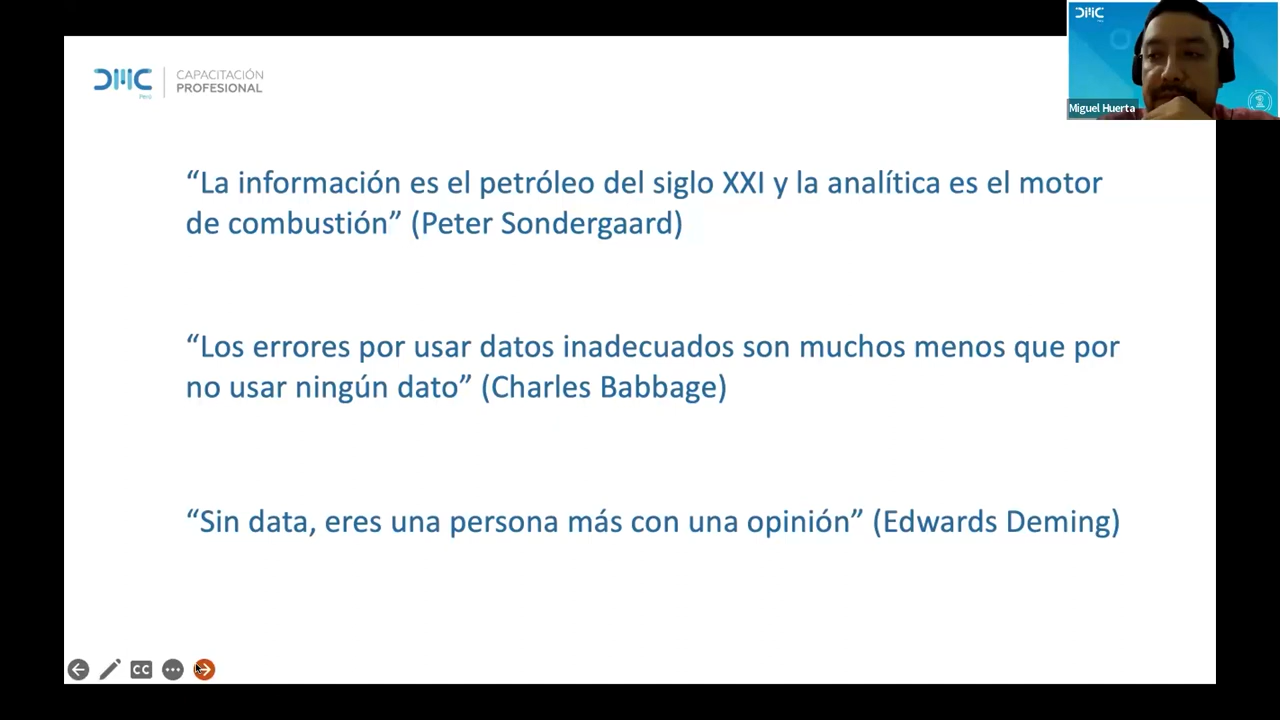 DMC
Perú
CAPACITACIÓN
PROFESIONAL
DMC
Miguel Huerta
“La información es el petróleo del siglo XXI y la analítica es el motor
de combustión” (Peter Sondergaard)
“Los errores por usar datos inadecuados son muchos menos que por
no usar ningún dato” (Charles Babbage)
“Sin data, eres una persona más con una opinión” (Edwards Deming)
CC